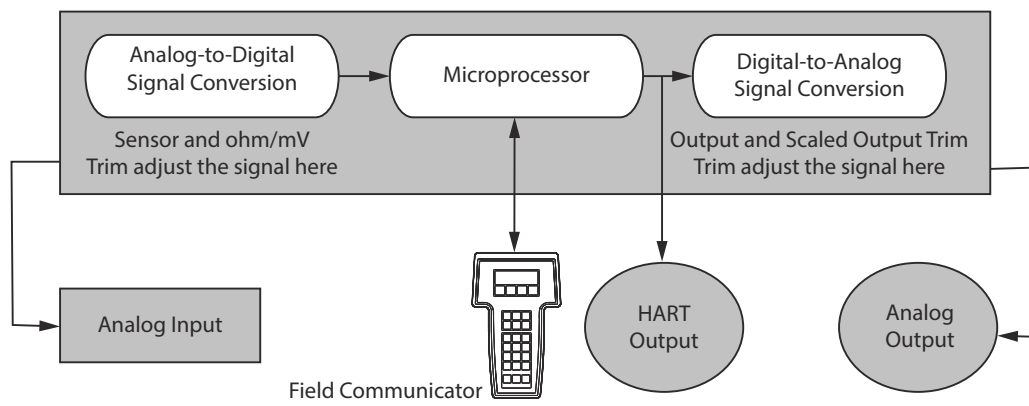 Analog-to-Digital
Signal Conversion
Microprocessor
Digital-to-Analog
Signal Conversion
Sensor and ohm/mV
Trim adjust the signal here
Output and Scaled Output Trim
Trim adjust the signal here
Analog Input
HART
Output
Analog
Output
Field Communicator